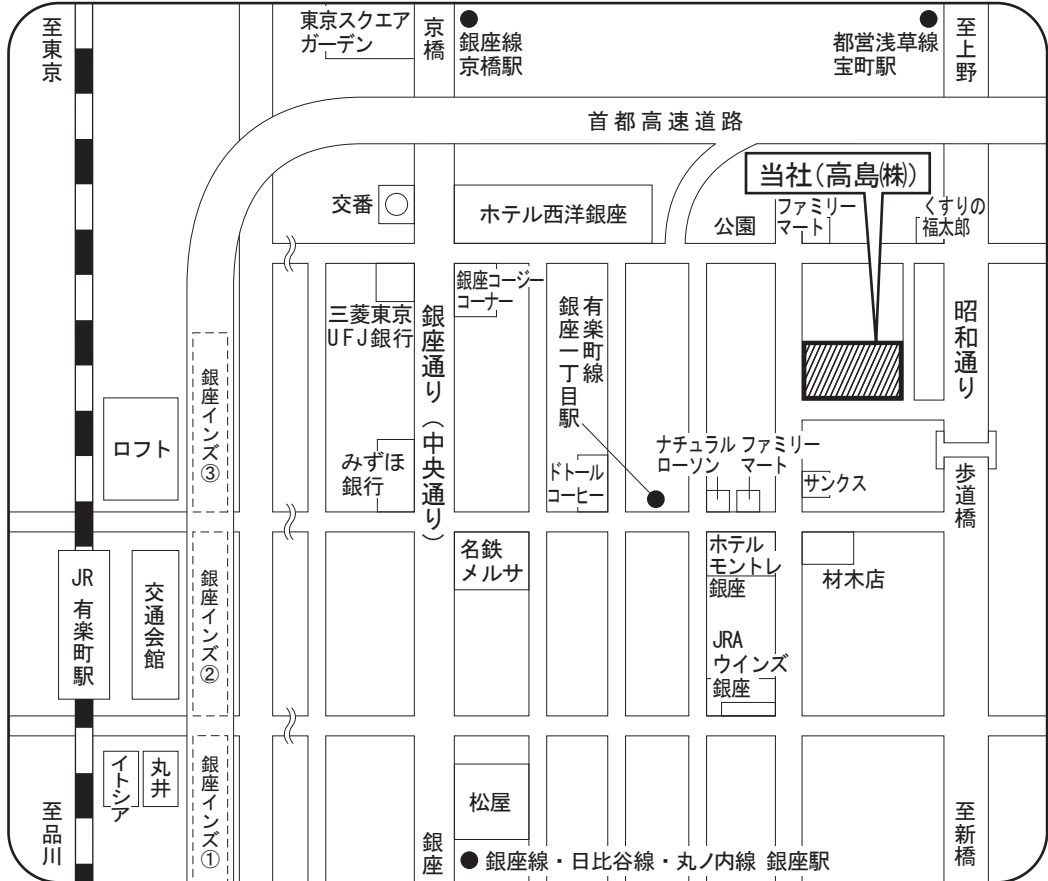 至東京
東京スクエア
ガーデン
京橋
銀座線
京橋駅
都営浅草線
宝町駅
至上野
首都高速道路
当社(高島㈱)
交番
ホテル西洋銀座
公園
ファミリー
マート
くすりの
福太郎
銀座コージー
コーナー
三菱東京
UFJ銀行
銀座通り(中央通り)
有楽町線
銀座一丁目駅
昭和通り
銀座インズ③
ロフト
みずほ
銀行
ドトール
コーヒー
ナチュラル
ローソン
ファミリー
マート
サンクス
歩道橋
JR
有楽町駅
交通会館
銀座インズ②
名鉄
メルサ
ホテル
モントレ
銀座
材木店
JRA
ウインズ
銀座
イトシア
丸井
銀座インズ①
松屋
至品川
銀座
銀座線・日比谷線・丸ノ内線 銀座駅
至新橋